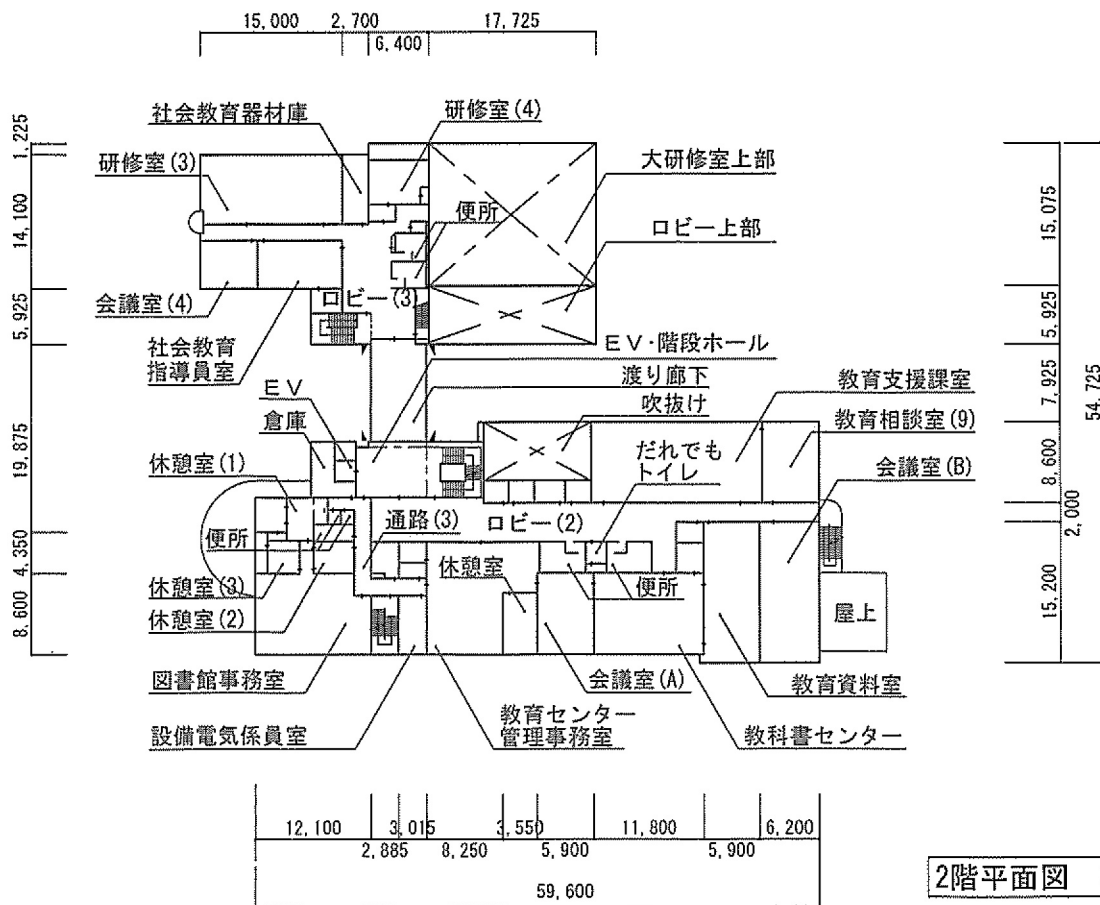 15,000
2,700
17,725
6,400
社会教育器材庫
研修室(4)
1,225
研修室(3)
大研修室上部
14,100
便所
15,075
ロビー上部
会議室(4)
ロビー(3)
5,925
5,925
社会教育
指導員室
EV・階段ホール
渡り廊下
教育支援課室
7,925
54,725
EV
吹抜け
教育相談室(9)
倉庫
だれでも
トイレ
19,875
休憩室(1)
会議室(B)
8,600
通路(3)
ロビー(2)
2,000
便所
4,350
休憩室
休憩室(3)
便所
15,200
休憩室(2)
屋上
8,600
図書館事務室
会議室(A)
教育資料室
設備電気係員室
教育センター
管理事務室
教科書センター
12,100
3,015
3,550
11,800
6,200
2,885
8,250
5,900
5,900
59,600
2階平面図